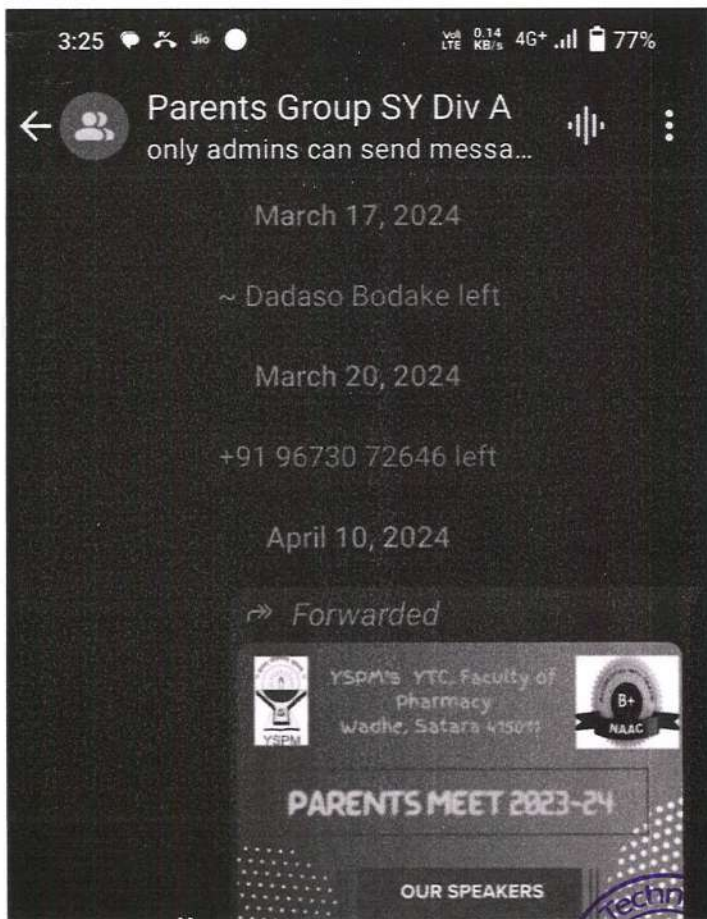 3:25 Jio VoII LTE 0.14 KB/s 4G+ 77%
Parents Group SY Div A
only admins can send messa...
March 17, 2024
~ Dadaso Bodake left
March 20, 2024
+91 96730 72646 left
April 10, 2024
Forwarded
YSPM's YTC, Faculty of
Pharmacy
Wadhe, Satara 415011
YSPM
B+
NAAC
PARENTS MEET 2023-24
OUR SPEAKERS
Techn